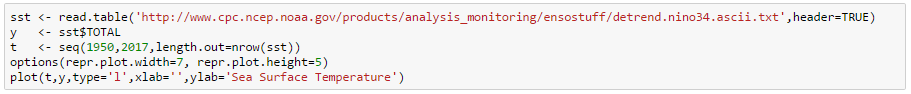 sst <- read.table('http://www.cpc.ncep.noaa.gov/products/analysis_monitoring/ensostuff/detrend.nino34.ascii.txt',header=TRUE)
y   <- sst$TOTAL
t   <- seq(1950,2017,length.out=nrow(sst))
options(repr.plot.width=7, repr.plot.height=5)
plot(t,y,type='l',xlab='',ylab='Sea Surface Temperature')